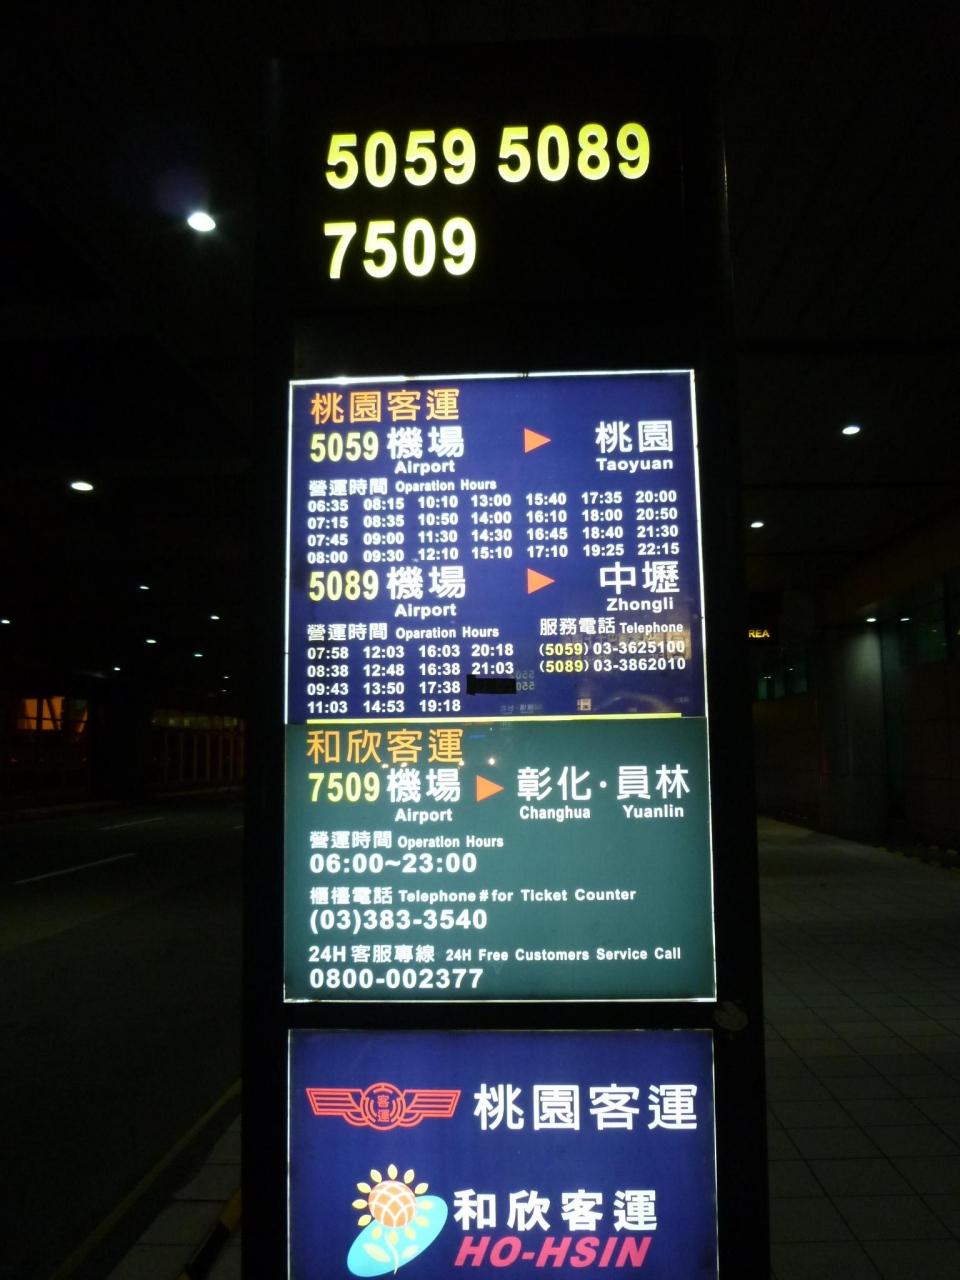 5059 5089
7509
桃園客運
5059 機場 ▶ 桃園
Airport Taoyuan
營運時間 Oparation Hours
06:35 08:15 10:10 13:00 15:40 17:35 20:00
07:15 08:35 10:50 14:00 16:10 18:00 20:50
07:45 09:00 11:30 14:30 16:45 18:40 21:30
08:00 09:30 12:10 15:10 17:10 19:25 22:15
5089 機場 ▶ 中壢
Airport Zhongli
營運時間 Oparation Hours 服務電話 Telephone
07:58 12:03 16:03 20:18 (5059) 03-3625100
08:38 12:48 16:38 21:03 (5089) 03-3862010
09:43 13:50 17:38
11:03 14:53 19:18
和欣客運
7509 機場 ▶ 彰化·員林
Airport Changhua Yuanlin
營運時間 Operation Hours
06:00~23:00
櫃檯電話 Telephone # for Ticket Counter
(03)383-3540
24H 客服專線 24H Free Customers Service Call
0800-002377
客運 桃園客運
和欣客運
HO-HSIN
REA